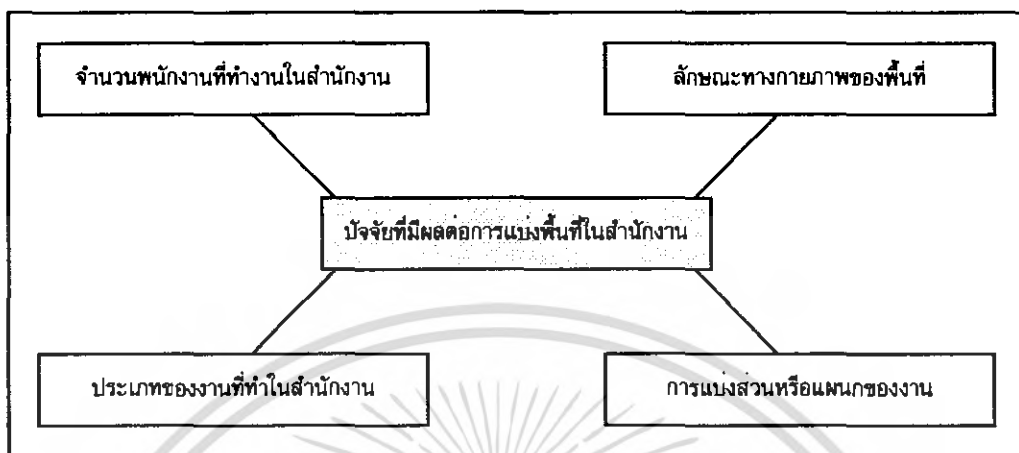 จำนวนพนักงานที่ทำงานในสำนักงาน
ลักษณะทางกายภาพของพื้นที่
ปัจจัยที่มีผลต่อการแบ่งพื้นที่ในสำนักงาน
ประเภทของงานที่ทำในสำนักงาน
การแบ่งส่วนหรือแผนกของงาน